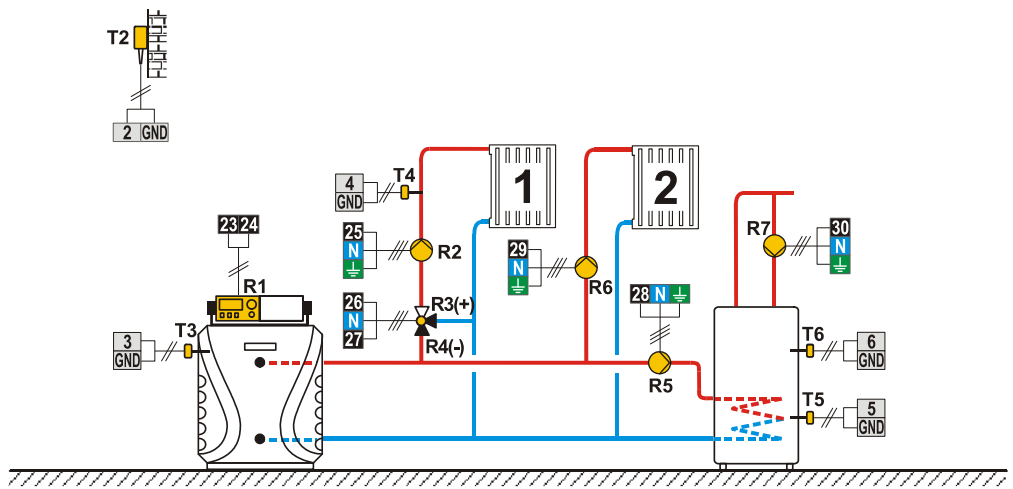 T2
2 GND
T4
4
GND
1
2
23 24
R1
25
N
R2
29
N
R6
R7
30
N
26
N
27
R3(+)
R4(-)
28 N
R5
3
GND
T3
T6
6
GND
T5
5
GND